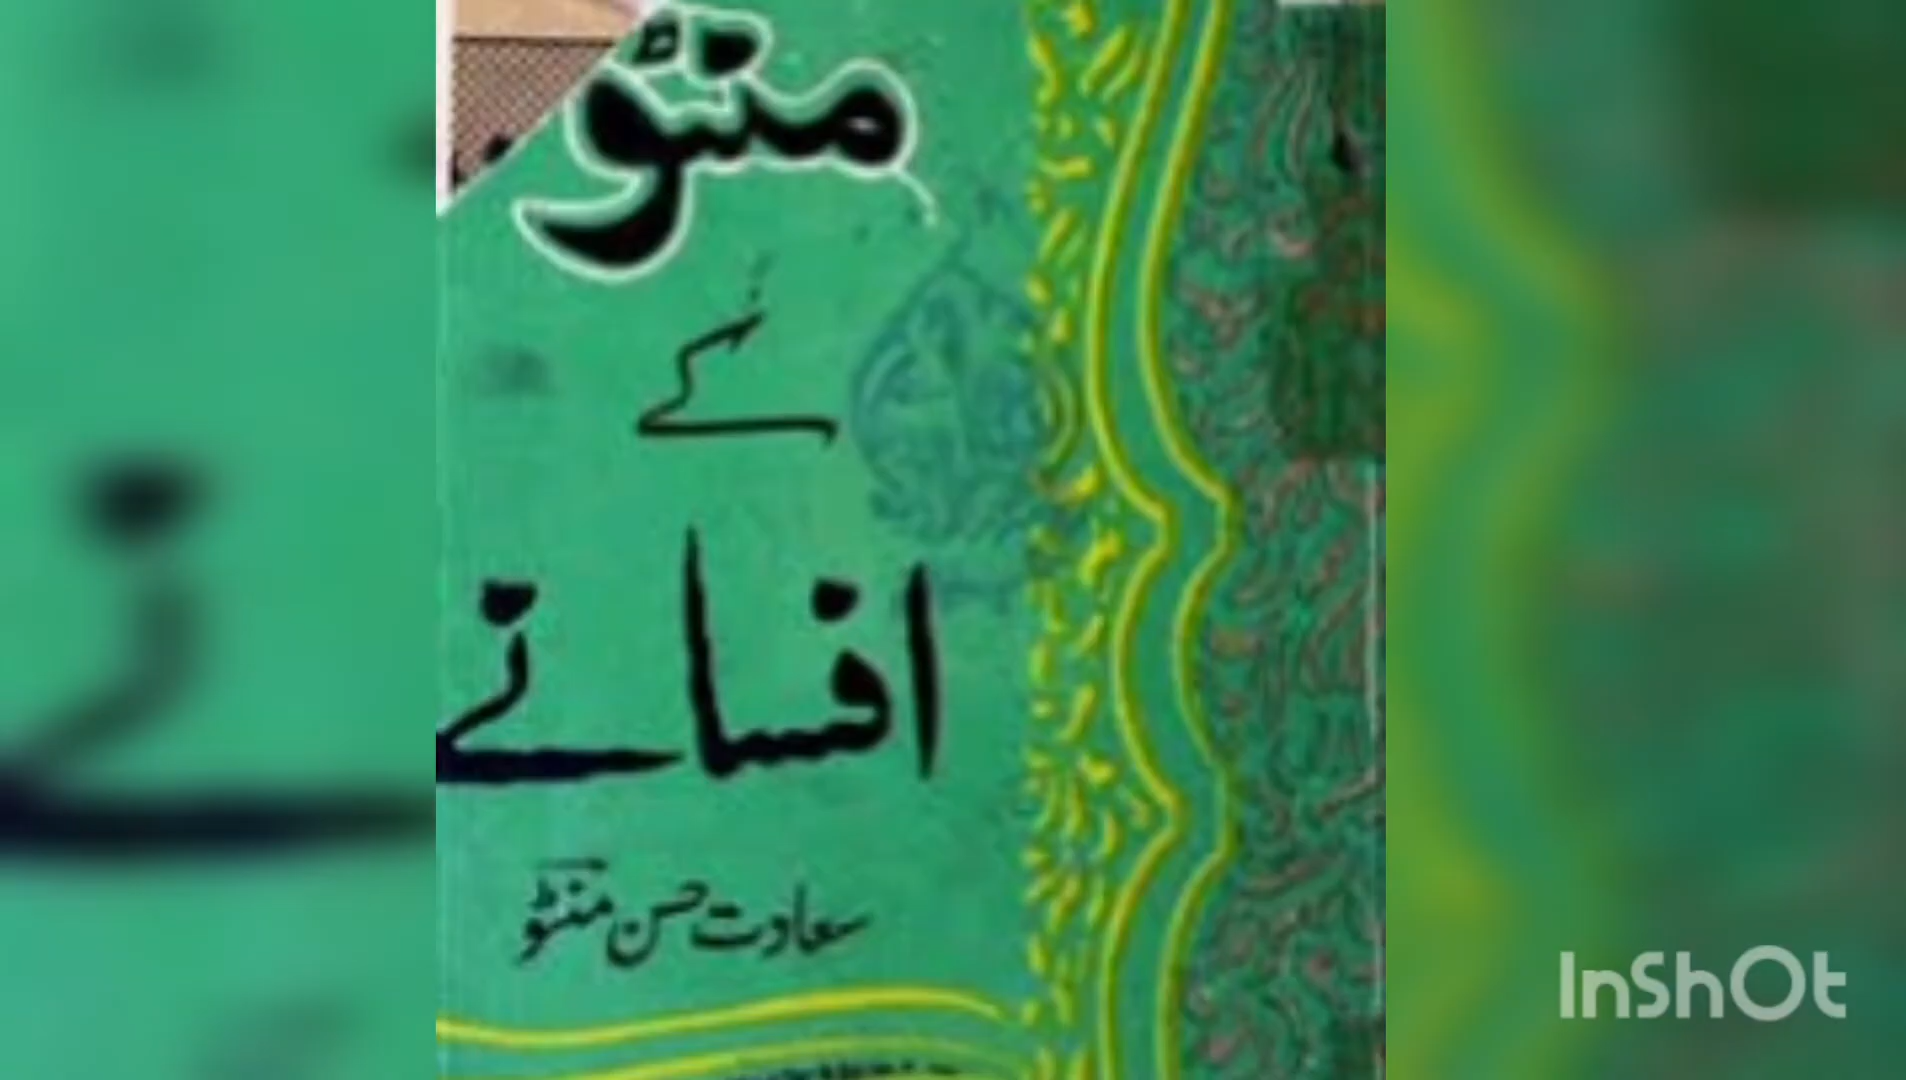 منٹو
کے
افسانے
سعادت حسن منٹو
InShOt